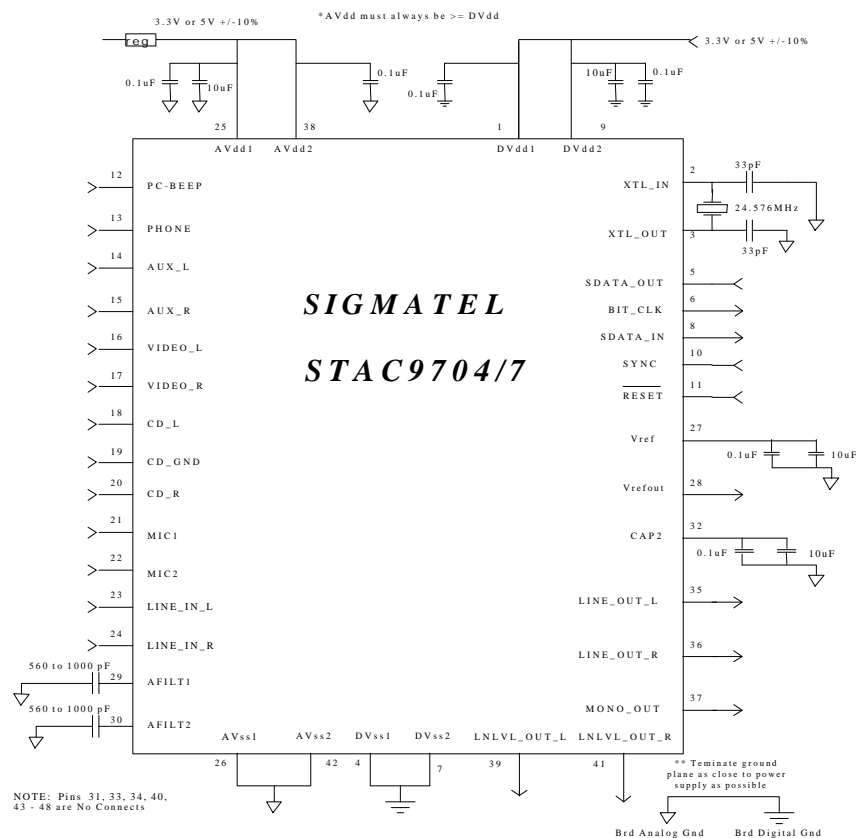 *AVdd must always be >= DVdd
3.3V or 5V +/-10%
reg
3.3V or 5V +/-10%
0.1uF
10uF
0.1uF
0.1uF
10uF
0.1uF
25
38
1
9
AVdd1
AVdd2
DVdd1
DVdd2
12
PC-BEEP
13
PHONE
14
AUX_L
15
AUX_R
16
VIDEO_L
17
VIDEO_R
18
CD_L
19
CD_GND
20
CD_R
21
MIC1
22
MIC2
23
LINE_IN_L
24
LINE_IN_R
560 to 1000 pF
29
AFILT1
560 to 1000 pF
30
AFILT2
SIGMATEL
STAC9704/7
2
XTL_IN
33pF
24.576MHz
XTL_OUT
3
33pF
5
SDATA_OUT
6
BIT_CLK
8
SDATA_IN
10
SYNC
11
RESET
27
Vref
0.1uF
10uF
28
Vrefout
32
CAP2
0.1uF
10uF
35
LINE_OUT_L
36
LINE_OUT_R
37
MONO_OUT
AVss1
AVss2
DVss1
DVss2
LNLVL_OUT_L
LNLVL_OUT_R
26
42
4
7
39
41
** Teminate ground
plane as close to power
supply as possible
NOTE: Pins 31, 33, 34, 40,
43 - 48 are No Connects
Brd Analog Gnd
Brd Digital Gnd